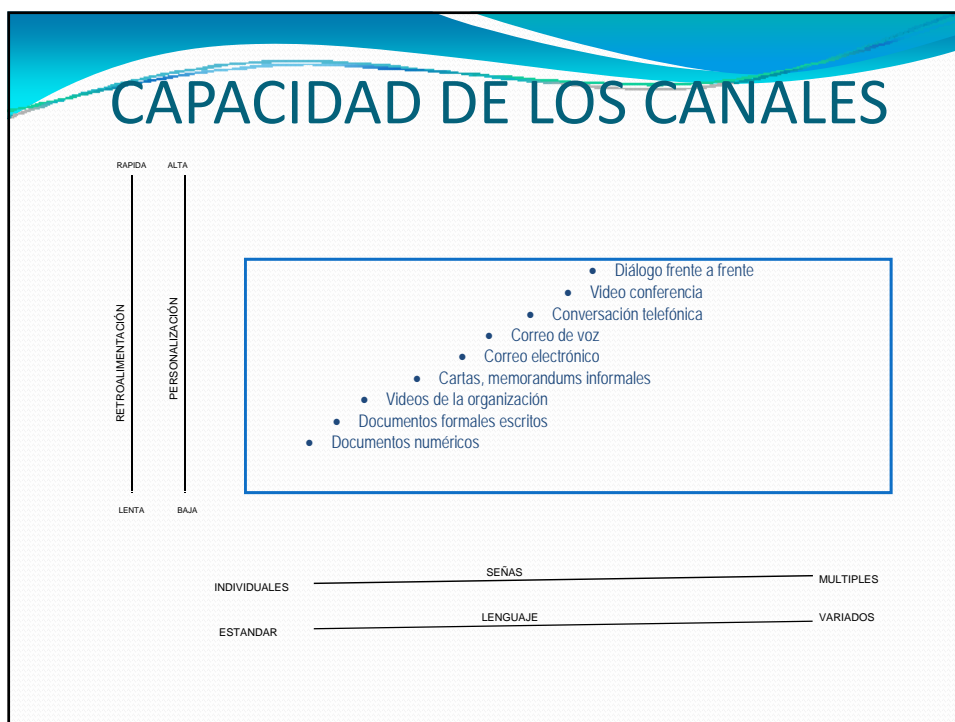 CAPACIDAD DE LOS CANALES
RAPIDA ALTA
RETROALIMENTACIÓN
PERSONALIZACIÓN
• Diálogo frente a frente
• Video conferencia
• Conversación telefónica
• Correo de voz
• Correo electrónico
• Cartas, memorandums informales
• Videos de la organización
• Documentos formales escritos
• Documentos numéricos
LENTA BAJA
INDIVIDUALES SEÑAS MULTIPLES
ESTANDAR LENGUAJE VARIADOS